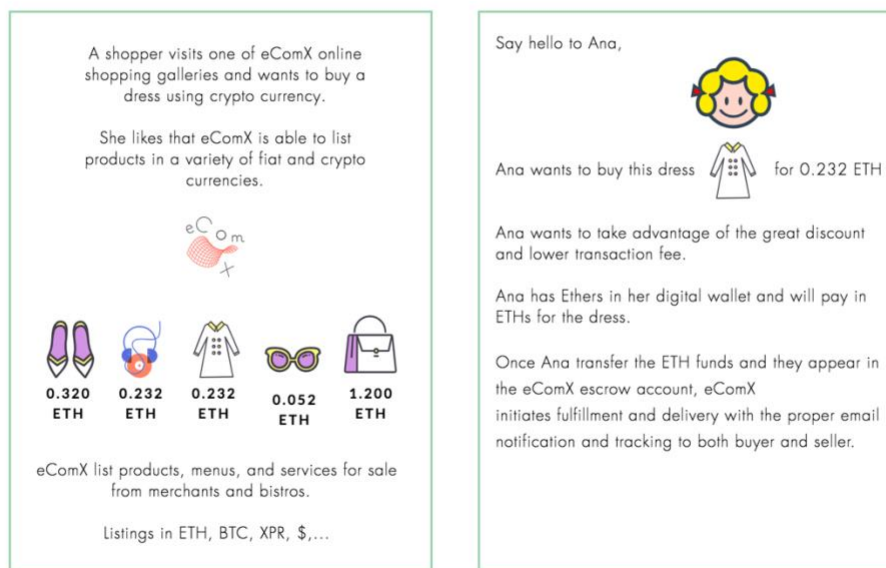 A shopper visits one of eComX online
shopping galleries and wants to buy a
dress using crypto currency.
She likes that eComX is able to list
products in a variety of fiat and crypto
currencies.
eCom
X
0.320 ETH
0.232 ETH
0.232 ETH
0.052 ETH
1.200 ETH
eComX list products, menus, and services for sale
from merchants and bistros.
Listings in ETH, BTC, XPR, $,...
Say hello to Ana,
Ana wants to buy this dress for 0.232 ETH
Ana wants to take advantage of the great discount
and lower transaction fee.
Ana has Ethers in her digital wallet and will pay in
ETHs for the dress.
Once Ana transfer the ETH funds and they appear in
the eComX escrow account, eComX
initiates fulfillment and delivery with the proper email
notification and tracking to both buyer and seller.